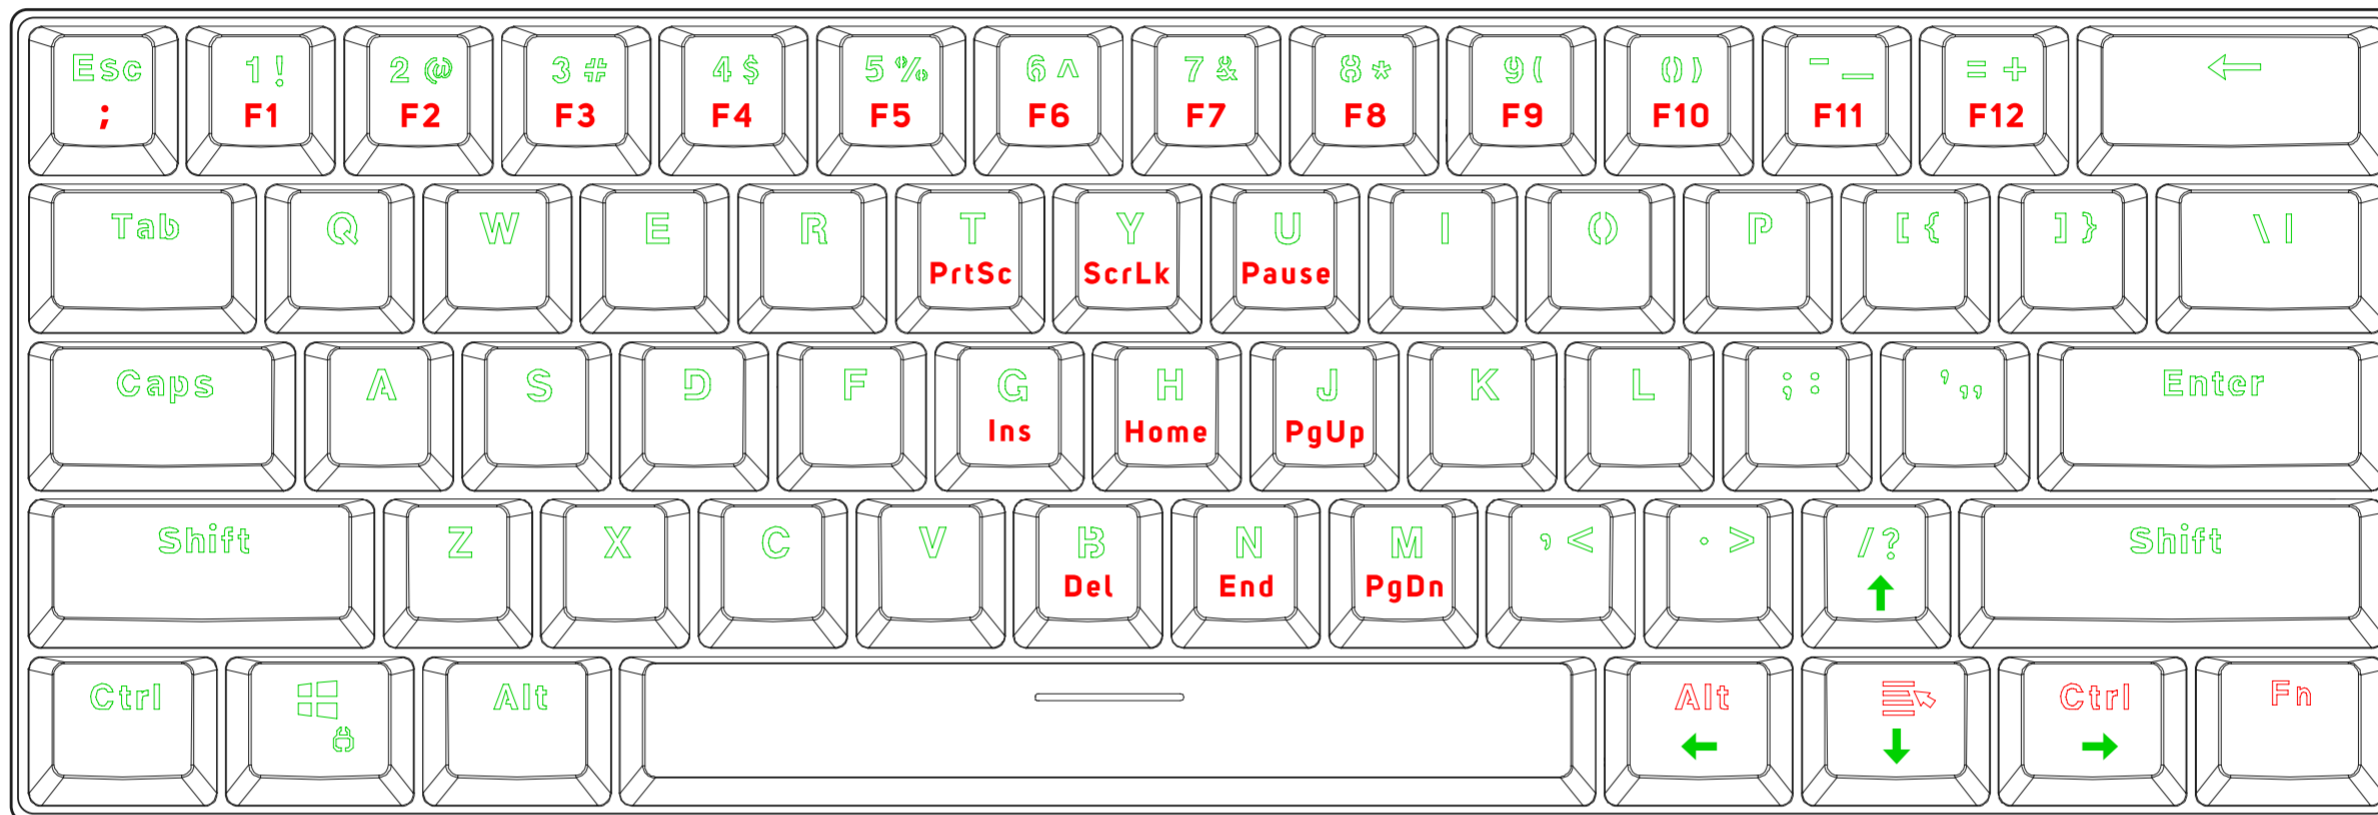 Esc 1 ! 2 @ 3 # 4 $ 5 % 6 ^ 7 & 8 * 9 ( 0 ) - _ = + ←
; F1 F2 F3 F4 F5 F6 F7 F8 F9 F10 F11 F12
Tab Q W E R T Y U I O P [ { ] } \ |
PrtSc ScrLk Pause
Caps A S D F G H J K L ; : ' ,, Enter
Ins Home PgUp
Shift Z X C V B N M , < . > / ? Shift
Del End PgDn ↑
Ctrl Alt Alt Ctrl Fn
← ↓ →